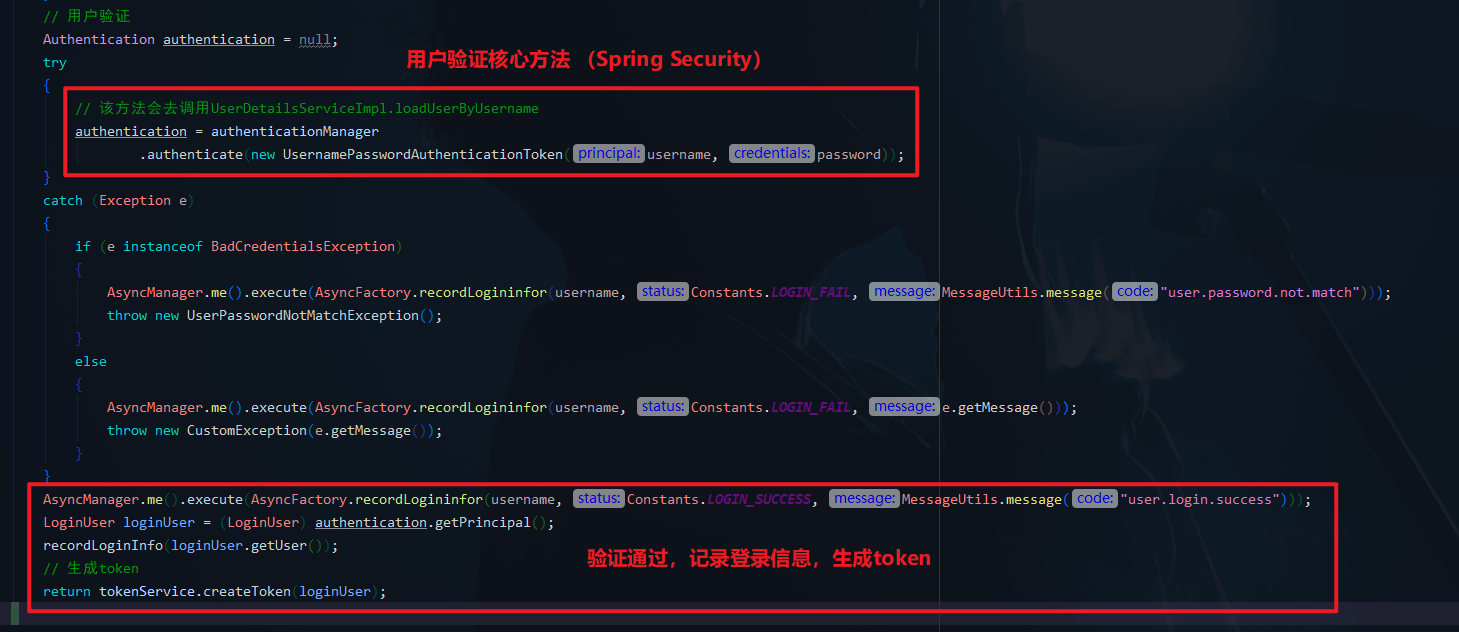 // 用户验证
Authentication authentication = null;
用户验证核心方法 （Spring Security）
try
{
// 该方法会去调用UserDetailsServiceImpl.loadUserByUsername
authentication = authenticationManager
.authenticate(new UsernamePasswordAuthenticationToken( principal: username, credentials: password));
}
catch (Exception e)
{
if (e instanceof BadCredentialsException)
{
AsyncManager.me().execute(AsyncFactory.recordLogininfor(username, status: Constants.LOGIN_FAIL, message: MessageUtils.message( code: "user.password.not.match")));
throw new UserPasswordNotMatchException();
}
else
{
AsyncManager.me().execute(AsyncFactory.recordLogininfor(username, status: Constants.LOGIN_FAIL, message: e.getMessage()));
throw new CustomException(e.getMessage());
}
}
AsyncManager.me().execute(AsyncFactory.recordLogininfor(username, status: Constants.LOGIN_SUCCESS, message: MessageUtils.message( code: "user.login.success")));
LoginUser loginUser = (LoginUser) authentication.getPrincipal();
recordLoginInfo(loginUser.getUser());
验证通过，记录登录信息，生成token
// 生成token
return tokenService.createToken(loginUser);